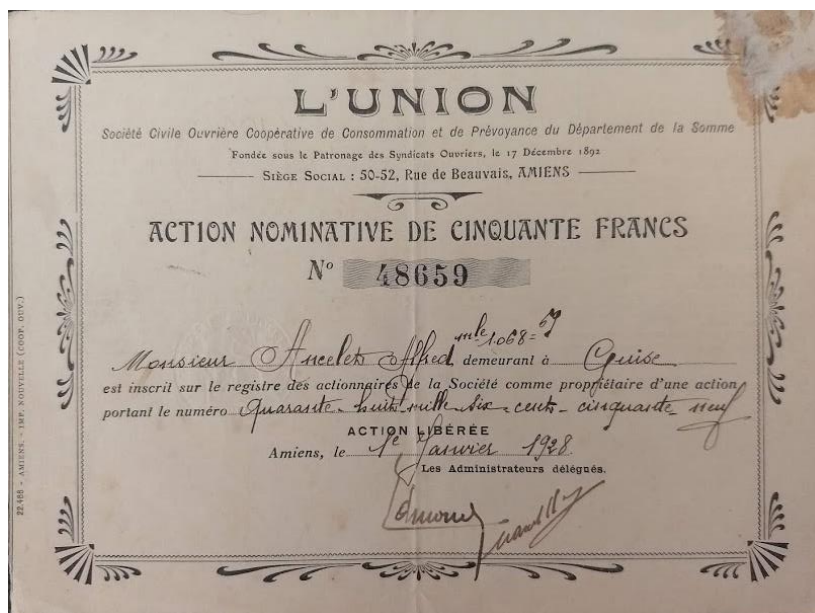 L'UNION
Société Civile Ouvrière Coopérative de Consommation et de Prévoyance du Département de la Somme
Fondée sous le Patronage des Syndicats Ouvriers, le 17 Décembre 1892
SIÈGE SOCIAL : 50-52, Rue de Beauvais, AMIENS
ACTION NOMINATIVE DE CINQUANTE FRANCS
N° 48659
mle 1.068=
Monsieur Ancelet Alfred demeurant à Guise
est inscrit sur le registre des actionnaires de la Société comme propriétaire d'une action
portant le numéro Quarante-huit-mille-six-cent-cinquante-neuf
ACTION LIBÉRÉE
Amiens, le 1e Janvier 1928
Les Administrateurs délégués.
22.468 - AMIENS. - IMP. NOUVELLE (COOP. OUV.)